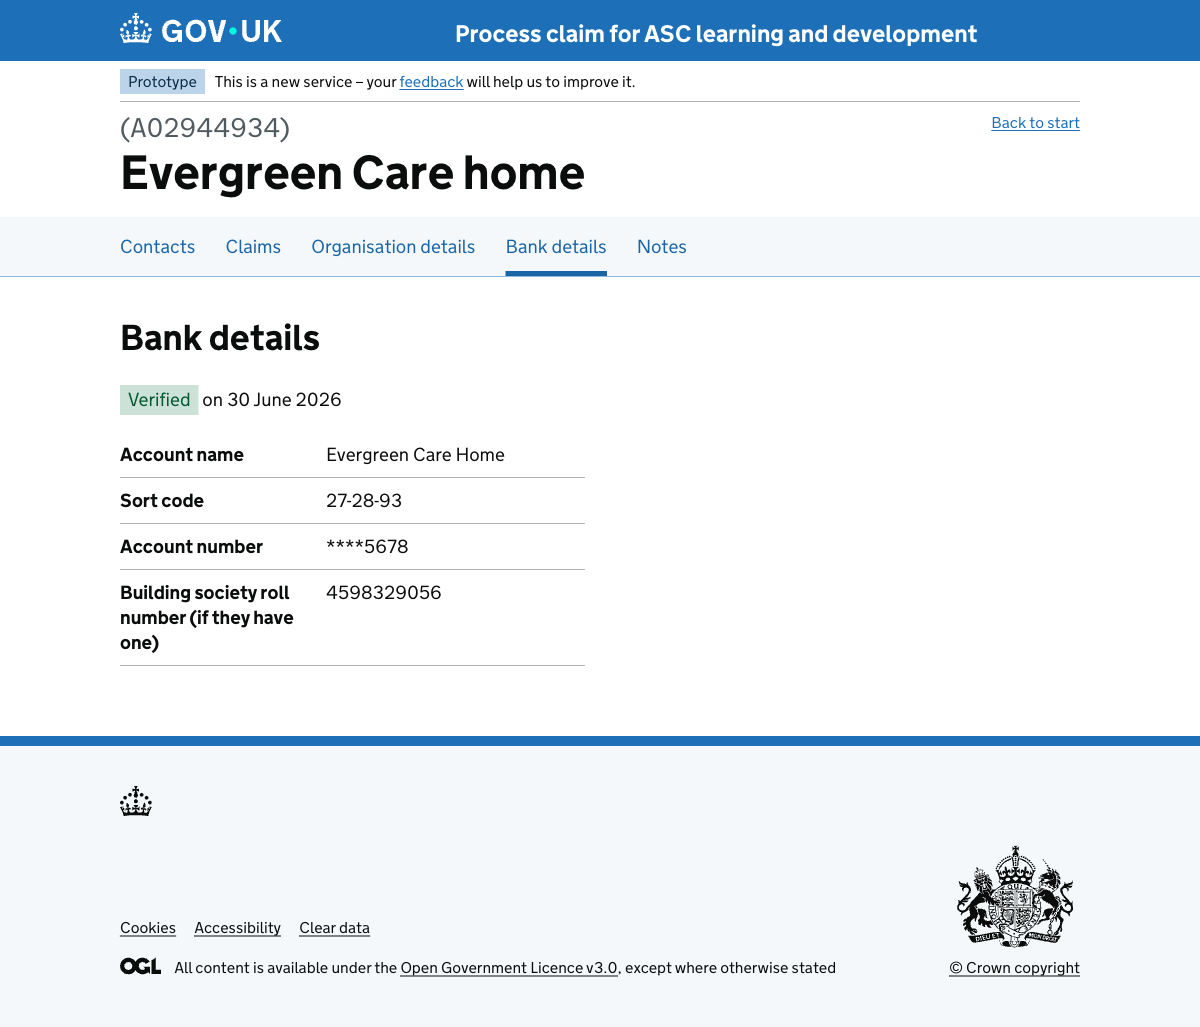 GOV·UK
Process claim for ASC learning and development
Prototype This is a new service – your feedback will help us to improve it.
(A02944934)
Back to start
Evergreen Care home
Contacts Claims Organisation details Bank details Notes
Bank details
Verified on 30 June 2026
Account name Evergreen Care Home
Sort code 27-28-93
Account number ****5678
Building society roll 4598329056
number (if they have
one)
Cookies Accessibility Clear data
OGL All content is available under the Open Government Licence v3.0, except where otherwise stated
© Crown copyright